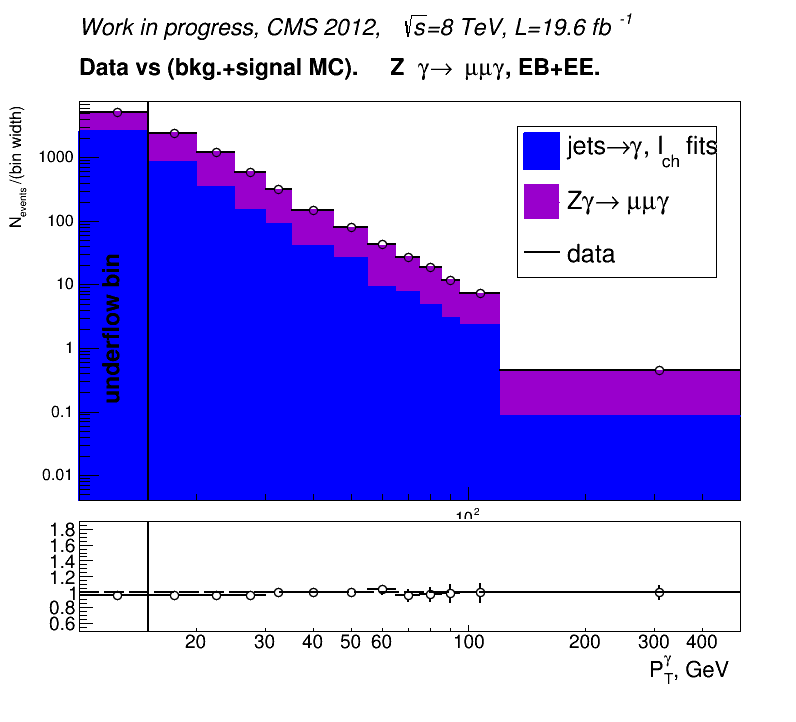 Work in progress, CMS 2012, √s=8 TeV, L=19.6 fb⁻¹
Data vs (bkg.+signal MC). Z γ→ μμγ, EB+EE.
N_events /(bin width)
1000
100
10
1
0.1
0.01
underflow bin
jets→γ, I_ch fits
Zγ→ μμγ
data
10²
1.8
1.6
1.4
1.2
1
0.8
0.6
20 30 40 50 60 100 200 300 400
P_T^γ, GeV